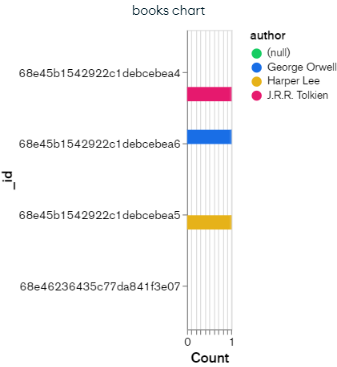 books chart
author
(null)
George Orwell
Harper Lee
J.R.R. Tolkien
68e45b1542922c1debcebea4
68e45b1542922c1debcebea6
68e45b1542922c1debcebea5
68e46236435c77da841f3e07
_id
0 1
Count